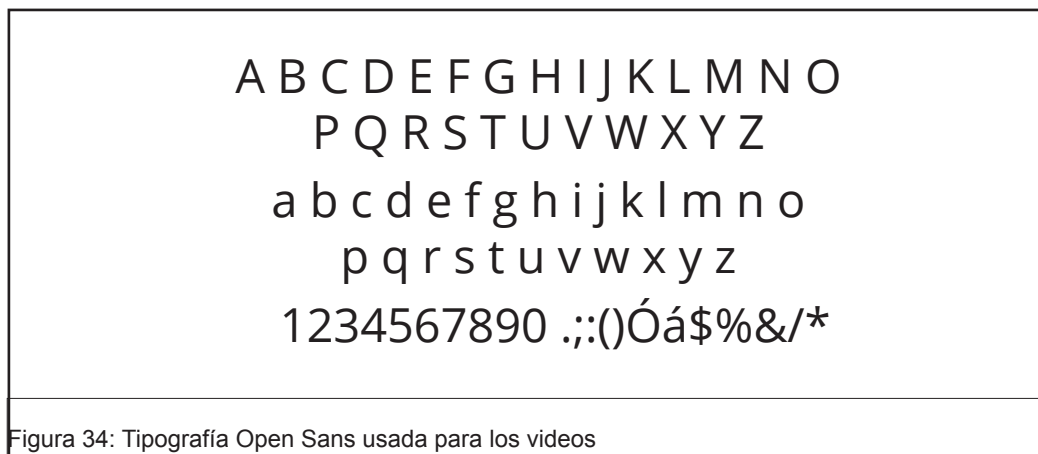 A B C D E F G H I J K L M N O
P Q R S T U V W X Y Z
a b c d e f g h i j k l m n o
p q r s t u v w x y z
1234567890 .;:()Óá$%&/*
Figura 34: Tipografía Open Sans usada para los videos